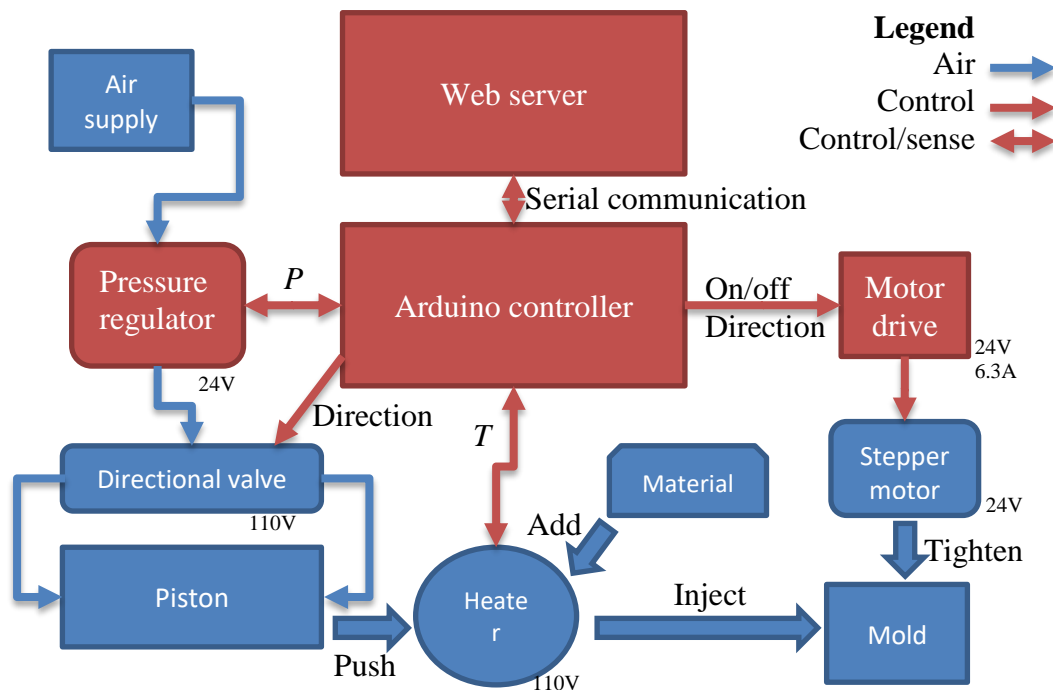 Legend
Air
Control
Control/sense
Air
supply
Web server
Serial communication
Pressure
regulator
24V
P
Arduino controller
On/off
Direction
Motor
drive
24V
6.3A
Direction
T
Directional valve
110V
Material
Stepper
motor
24V
Add
Tighten
Piston
Push
Heate
r
110V
Inject
Mold